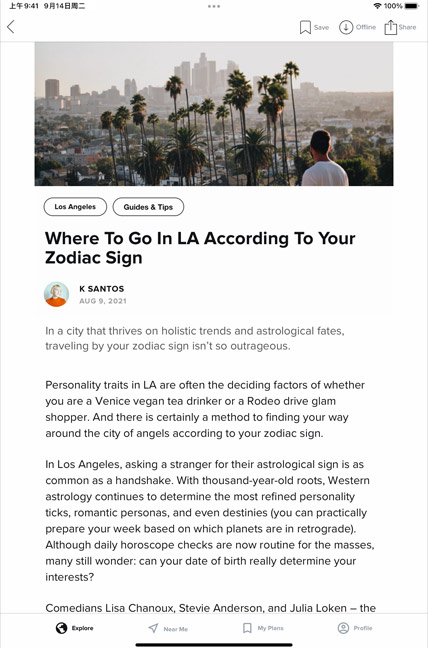 上午9:41 9月14日周二
100%
Save
Offline
Share
Los Angeles
Guides & Tips
Where To Go In LA According To Your
Zodiac Sign
K SANTOS
AUG 9, 2021
In a city that thrives on holistic trends and astrological fates,
traveling by your zodiac sign isn’t so outrageous.
Personality traits in LA are often the deciding factors of whether
you are a Venice vegan tea drinker or a Rodeo drive glam
shopper. And there is certainly a method to finding your way
around the city of angels according to your zodiac sign.
In Los Angeles, asking a stranger for their astrological sign is as
common as a handshake. With thousand-year-old roots, Western
astrology continues to determine the most refined personality
ticks, romantic personas, and even destinies (you can practically
prepare your week based on which planets are in retrograde).
Although daily horoscope checks are now routine for the masses,
many still wonder: can your date of birth really determine your
interests?
Comedians Lisa Chanoux, Stevie Anderson, and Julia Loken – the
Explore
Near Me
My Plans
Profile